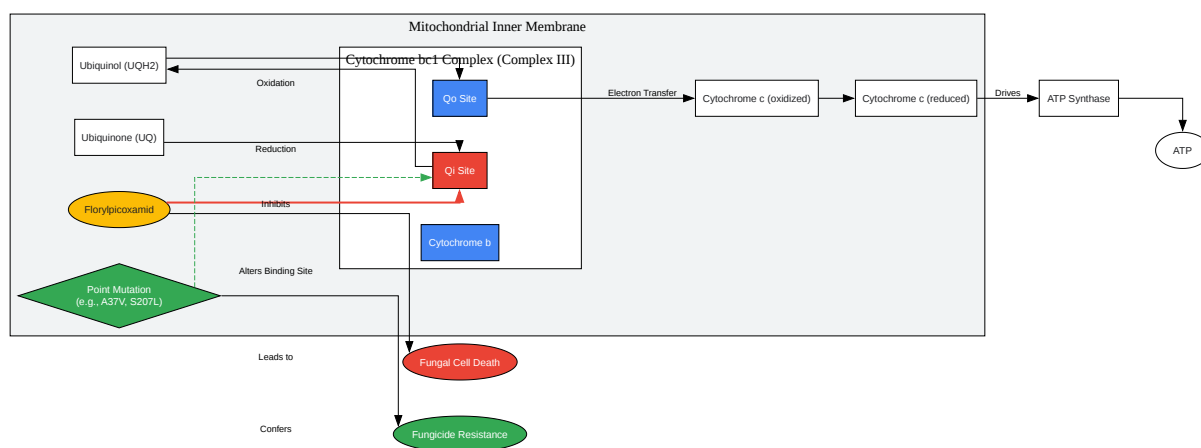 Mitochondrial Inner Membrane
Cytochrome bc1 Complex (Complex III)
Ubiquinol (UQH2)
Oxidation
Qo Site
Electron Transfer
Cytochrome c (oxidized)
Cytochrome c (reduced)
Drives
ATP Synthase
ATP
Ubiquinone (UQ)
Reduction
Qi Site
Florylpicoxamid
Inhibits
Cytochrome b
Alters Binding Site
Point Mutation
(e.g., A37V, S207L)
Leads to
Fungal Cell Death
Confers
Fungicide Resistance